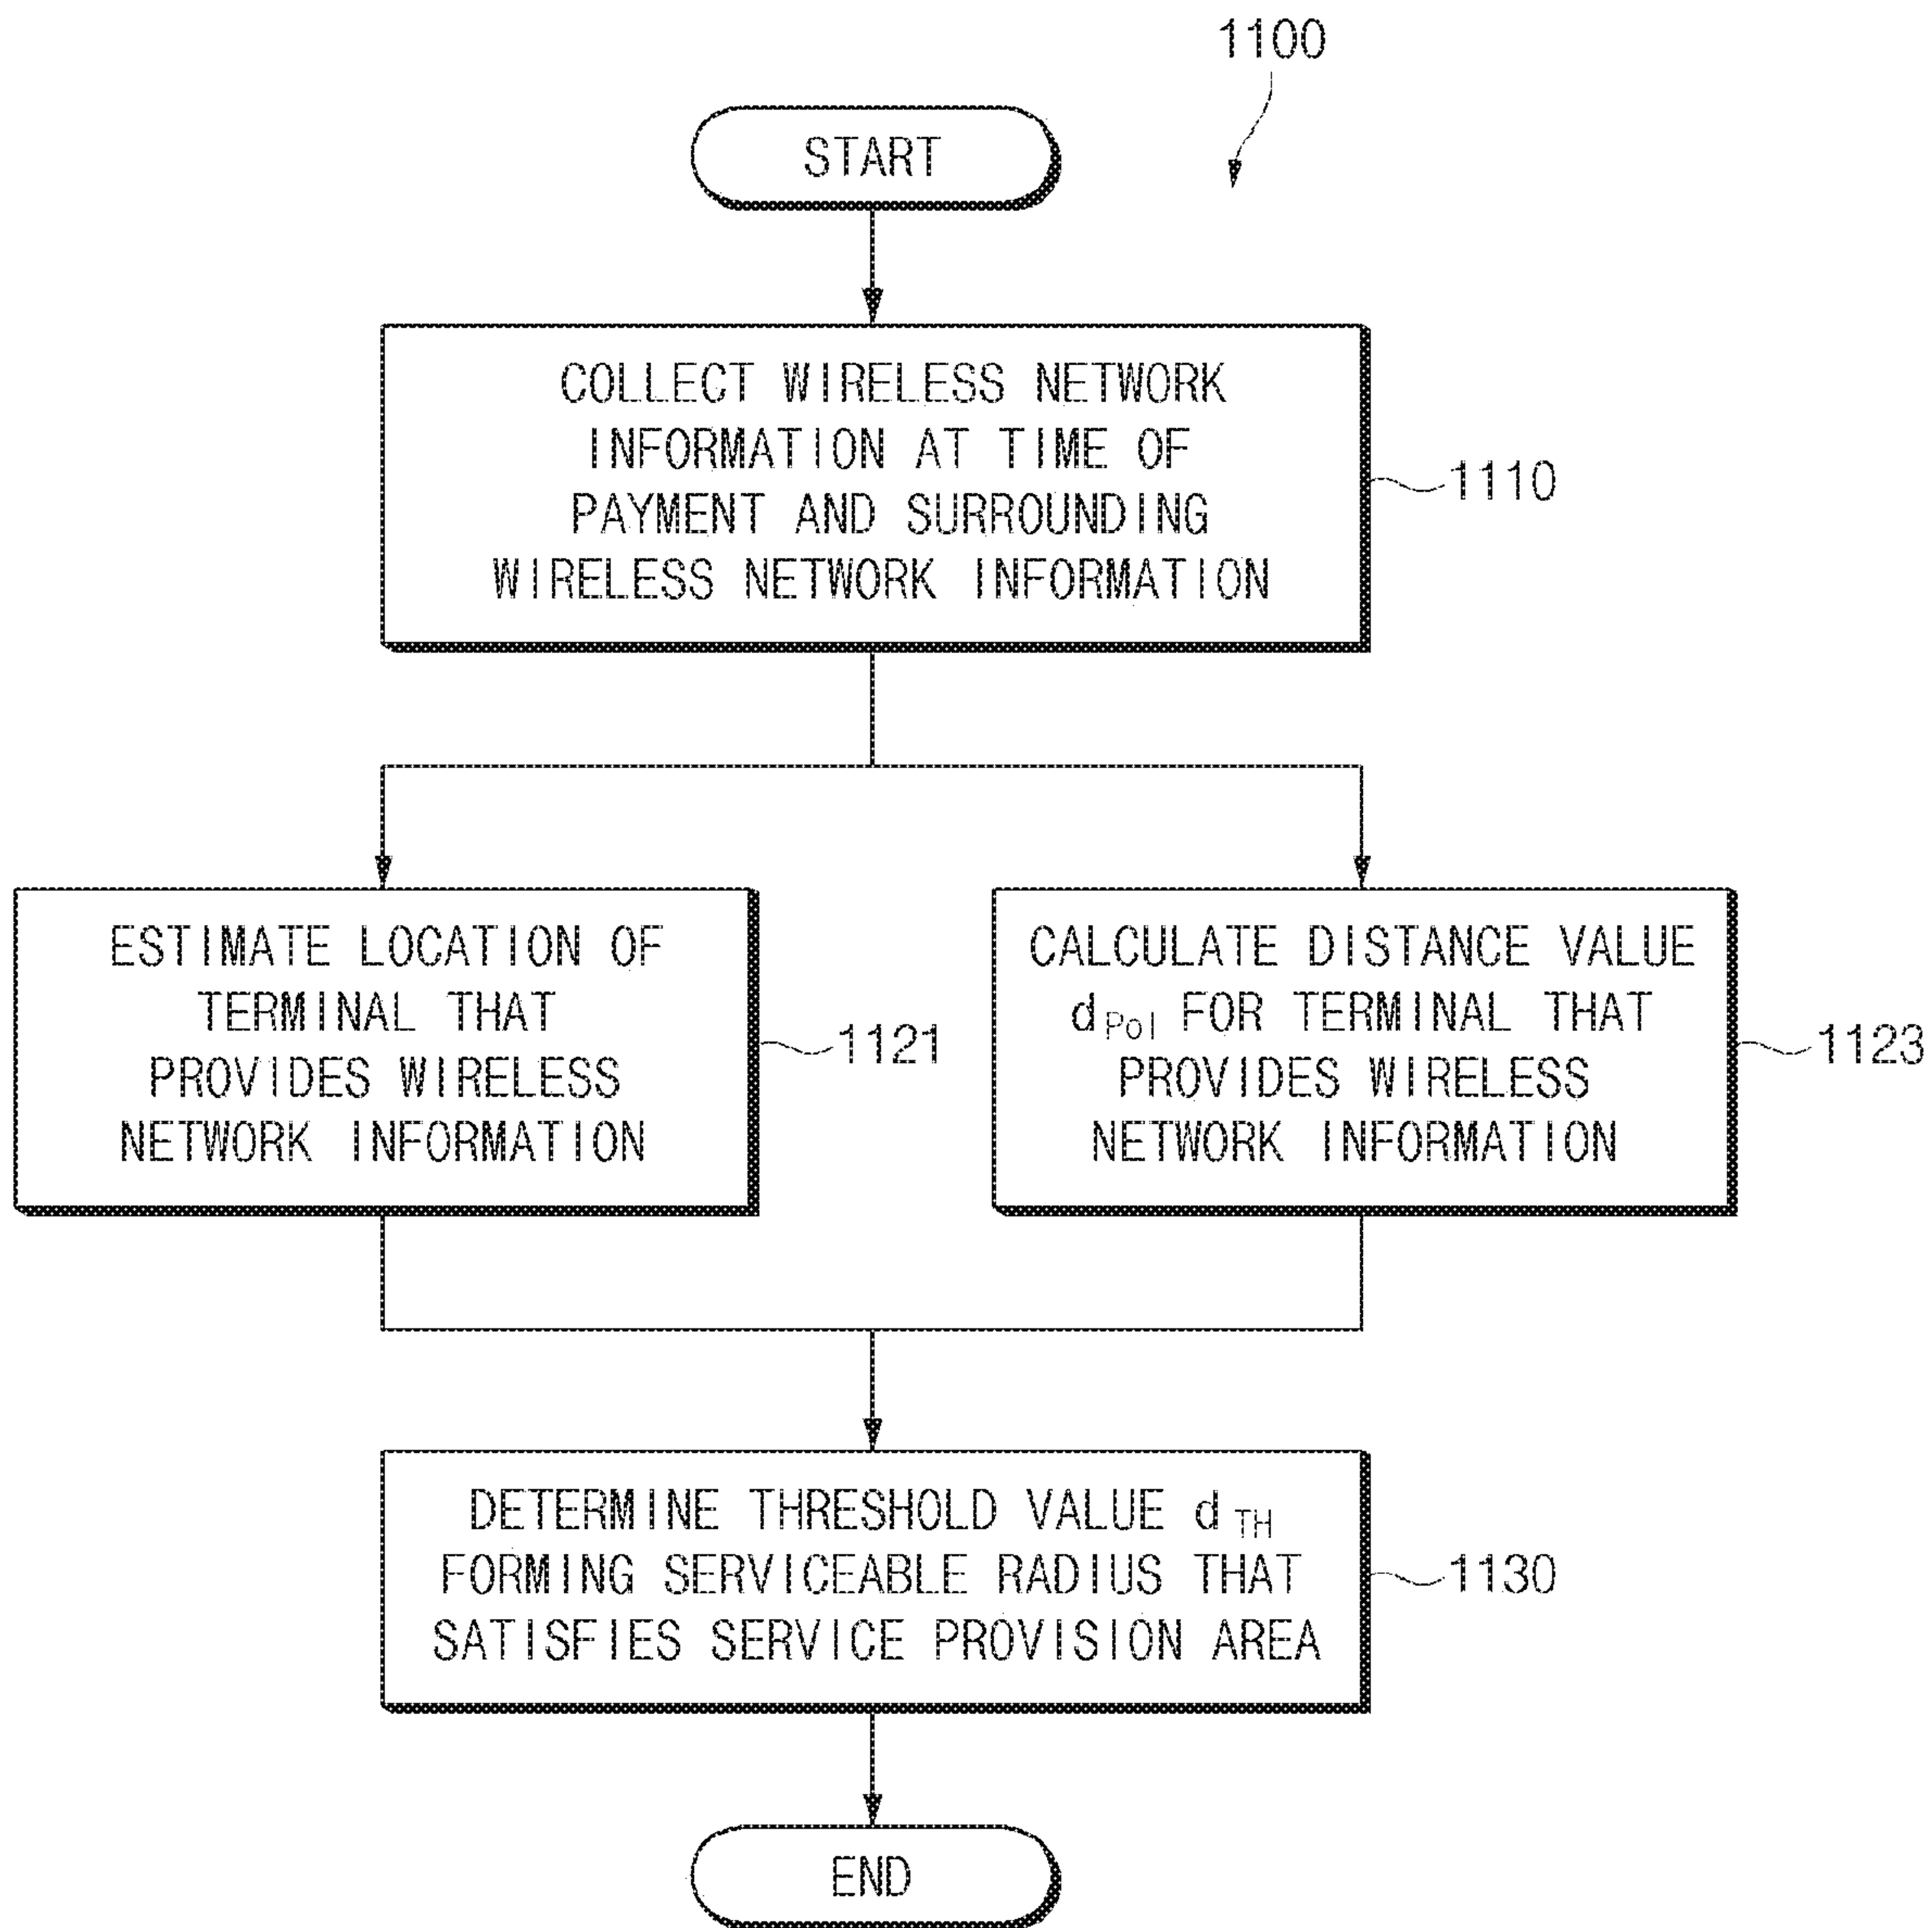 1100
START
COLLECT WIRELESS NETWORK
INFORMATION AT TIME OF
PAYMENT AND SURROUNDING
WIRELESS NETWORK INFORMATION
1110
ESTIMATE LOCATION OF
TERMINAL THAT
PROVIDES WIRELESS
NETWORK INFORMATION
1121
CALCULATE DISTANCE VALUE
dPoI FOR TERMINAL THAT
PROVIDES WIRELESS
NETWORK INFORMATION
1123
DETERMINE THRESHOLD VALUE dTH
FORMING SERVICEABLE RADIUS THAT
SATISFIES SERVICE PROVISION AREA
1130
END